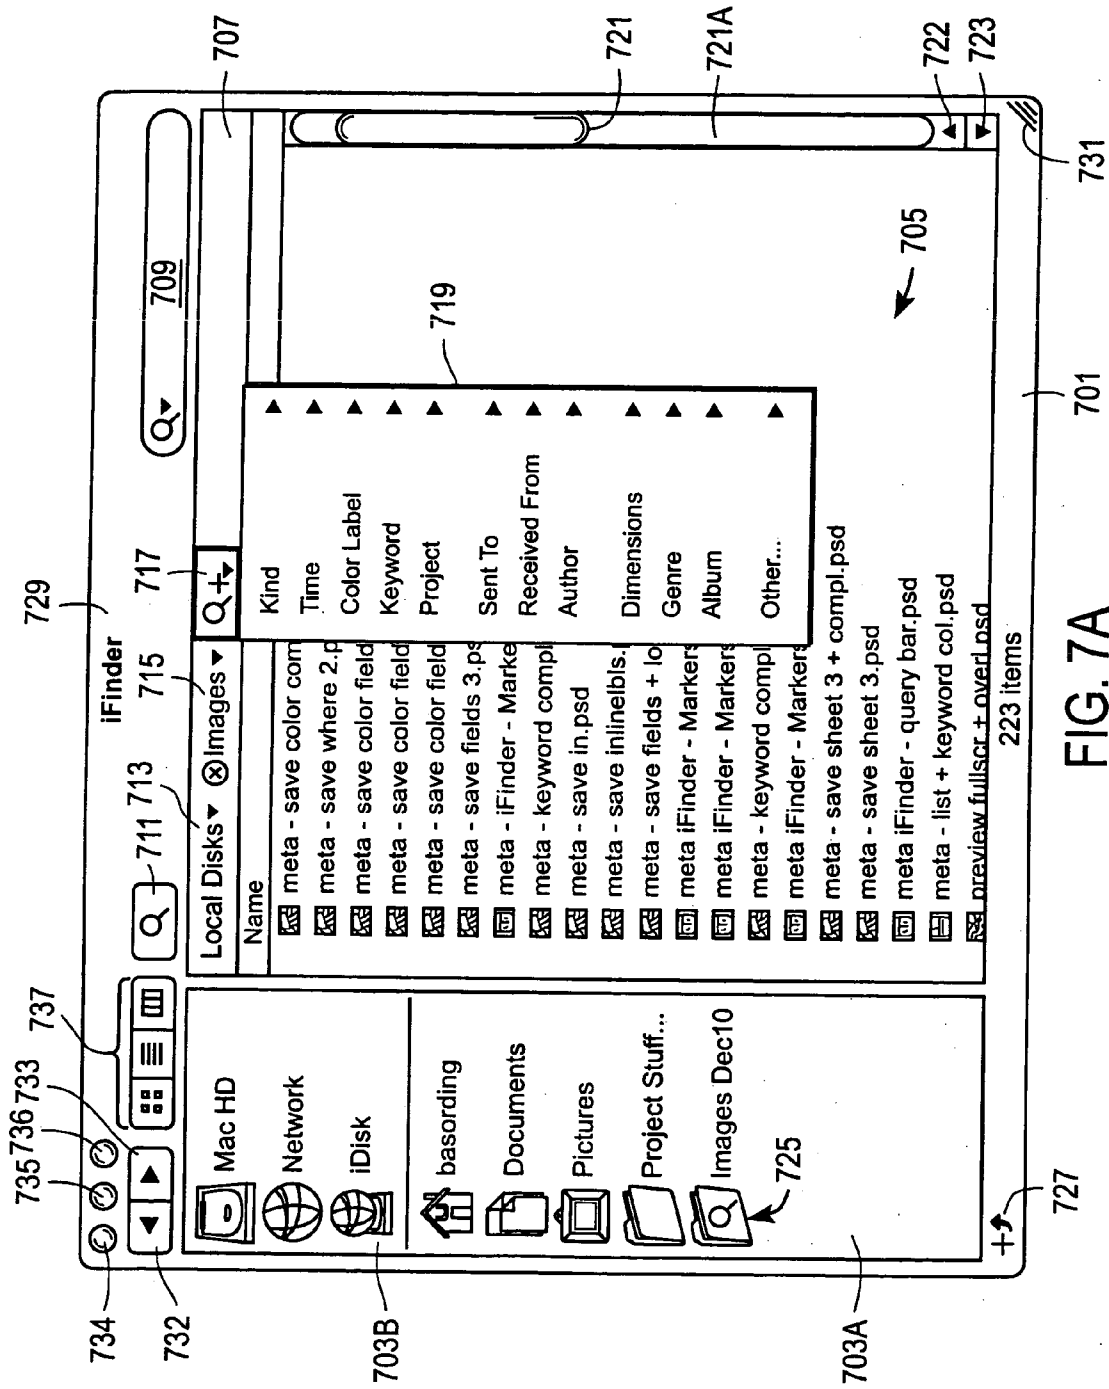 729
iFinder
734
735
736
733
737
711
713
715
717
709
707
732
Local Disks
Images
Name
Mac HD
Network
iDisk
basording
Documents
Pictures
Project Stuff...
Images Dec10
725
703B
703A
727
meta - save color com
meta - save where 2.p
meta - save color field
meta - save color field
meta - save color field
meta - save fields 3.ps
meta - iFinder - Marke
meta - keyword compl
meta - save in.psd
meta - save inlinelbls.
meta - save fields + lo
meta iFinder - Markers
meta iFinder - Markers
meta - keyword compl
meta iFinder - Markers
meta - save sheet 3 + compl.psd
meta - save sheet 3.psd
meta iFinder - query bar.psd
meta - list + keyword col.psd
preview fullscr + overl.psd
Kind
Time
Color Label
Keyword
Project
Sent To
Received From
Author
Dimensions
Genre
Album
Other...
719
705
721
721A
722
723
731
701
223 items
FIG. 7A